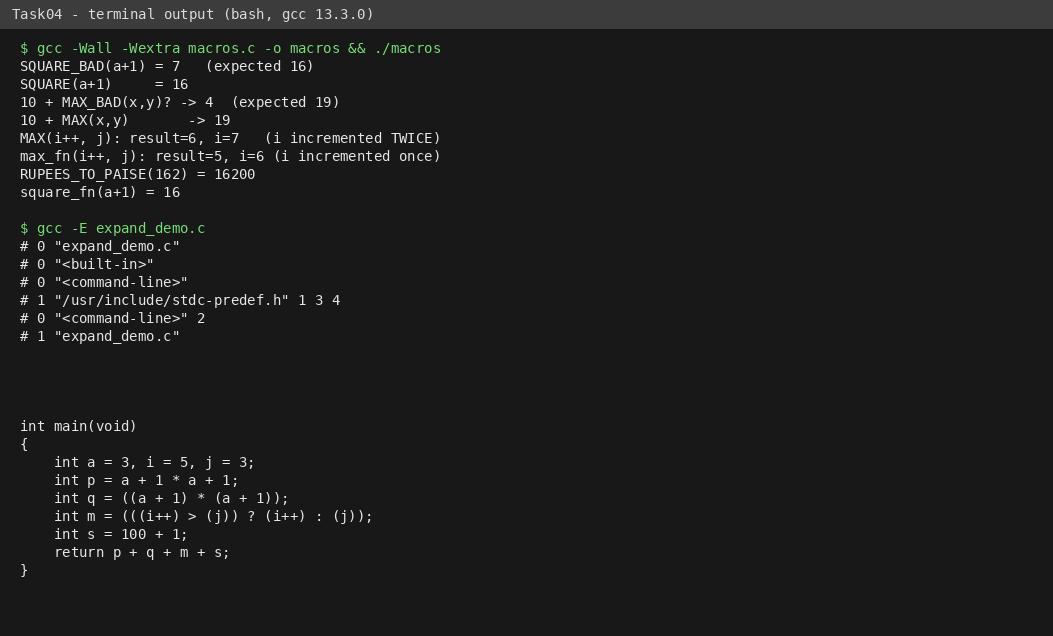 Task04 - terminal output (bash, gcc 13.3.0)
$ gcc -Wall -Wextra macros.c -o macros && ./macros
SQUARE_BAD(a+1) = 7   (expected 16)
SQUARE(a+1)     = 16
10 + MAX_BAD(x,y)? -> 4  (expected 19)
10 + MAX(x,y)       -> 19
MAX(i++, j): result=6, i=7   (i incremented TWICE)
max_fn(i++, j): result=5, i=6 (i incremented once)
RUPEES_TO_PAISE(162) = 16200
square_fn(a+1) = 16
$ gcc -E expand_demo.c
# 0 "expand_demo.c"
# 0 "<built-in>"
# 0 "<command-line>"
# 1 "/usr/include/stdc-predef.h" 1 3 4
# 0 "<command-line>" 2
# 1 "expand_demo.c"
int main(void)
{
    int a = 3, i = 5, j = 3;
    int p = a + 1 * a + 1;
    int q = ((a + 1) * (a + 1));
    int m = (((i++) > (j)) ? (i++) : (j));
    int s = 100 + 1;
    return p + q + m + s;
}